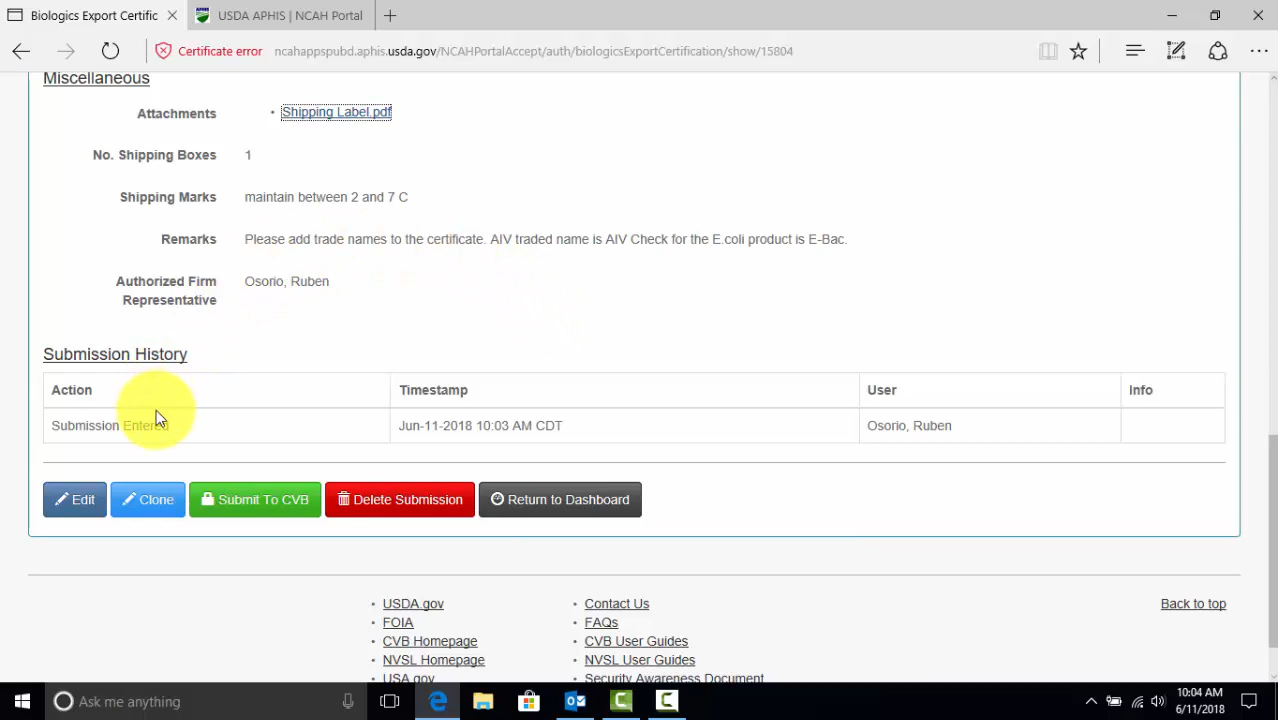 Biologics Export Certific
USDA APHIS | NCAH Portal
Certificate error
ncahappspubd.aphis.usda.gov/NCAHPortalAccept/auth/biologicsExportCertification/show/15804
Miscellaneous
Attachments
• Shipping Label.pdf
No. Shipping Boxes
1
Shipping Marks
maintain between 2 and 7 C
Remarks
Please add trade names to the certificate. AIV traded name is AIV Check for the E.coli product is E-Bac.
Authorized Firm
Representative
Osorio, Ruben
Submission History
Action Timestamp User Info
Submission Entered Jun-11-2018 10:03 AM CDT Osorio, Ruben
Edit
Clone
Submit To CVB
Delete Submission
Return to Dashboard
• USDA.gov
• FOIA
• CVB Homepage
• NVSL Homepage
• USA.gov
• Contact Us
• FAQs
• CVB User Guides
• NVSL User Guides
• Security Awareness Document
Back to top
Ask me anything
10:04 AM
6/11/2018